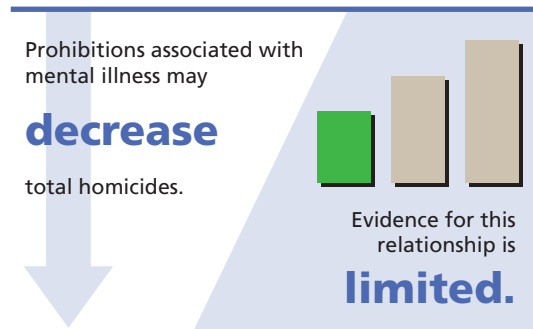 Prohibitions associated with
mental illness may
decrease
total homicides.
Evidence for this
relationship is
limited.